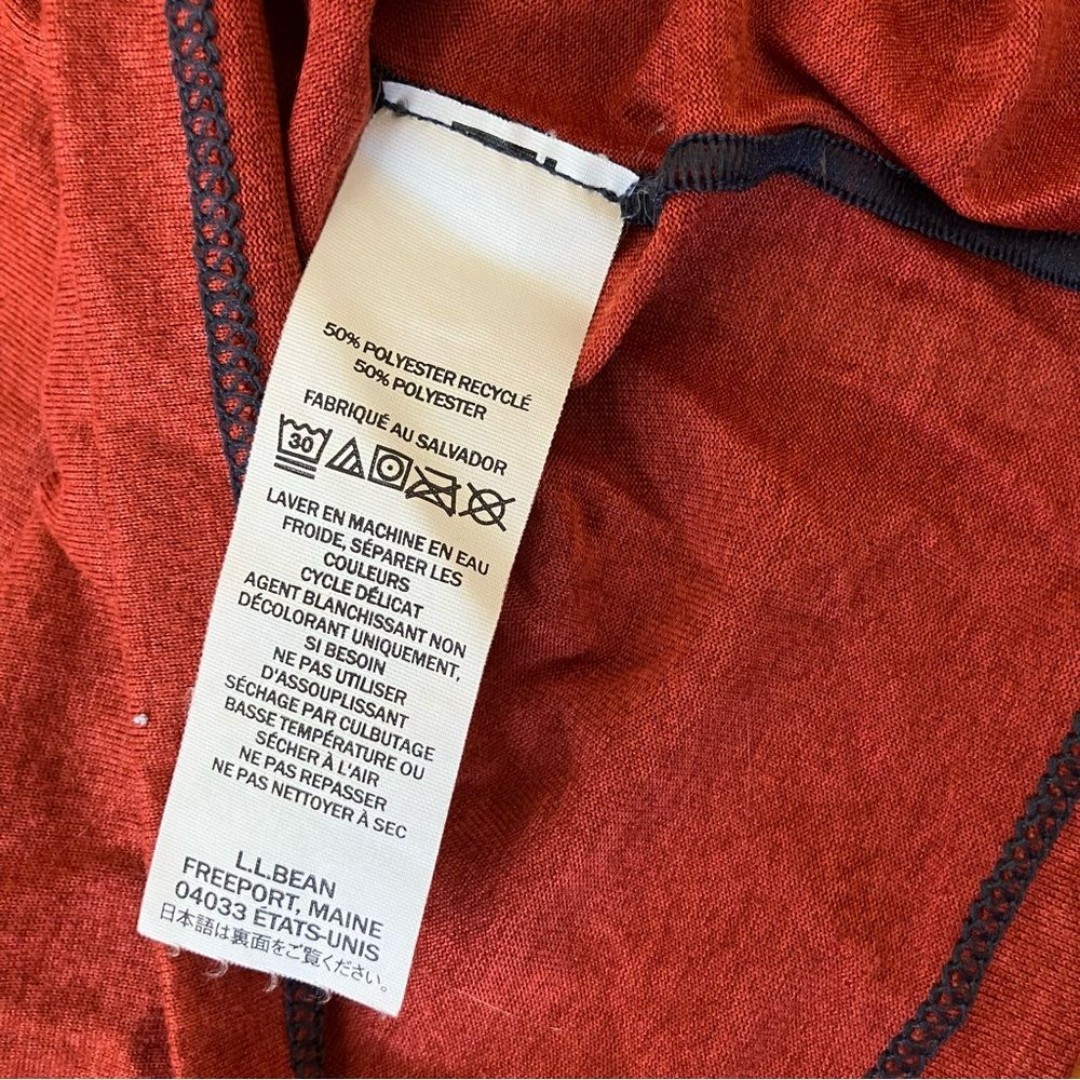 50% POLYESTER RECYCLÉ
50% POLYESTER
FABRIQUÉ AU SALVADOR
30
LAVER EN MACHINE EN EAU
FROIDE, SÉPARER LES
COULEURS
CYCLE DÉLICAT
AGENT BLANCHISSANT NON
DÉCOLORANT UNIQUEMENT,
SI BESOIN
NE PAS UTILISER
D'ASSOUPLISSANT
SÉCHAGE PAR CULBUTAGE
BASSE TEMPÉRATURE OU
SÉCHER À L'AIR
NE PAS REPASSER
NE PAS NETTOYER À SEC
L.L.BEAN
FREEPORT, MAINE
04033 ÉTATS-UNIS
日本語は裏面をご覧ください。